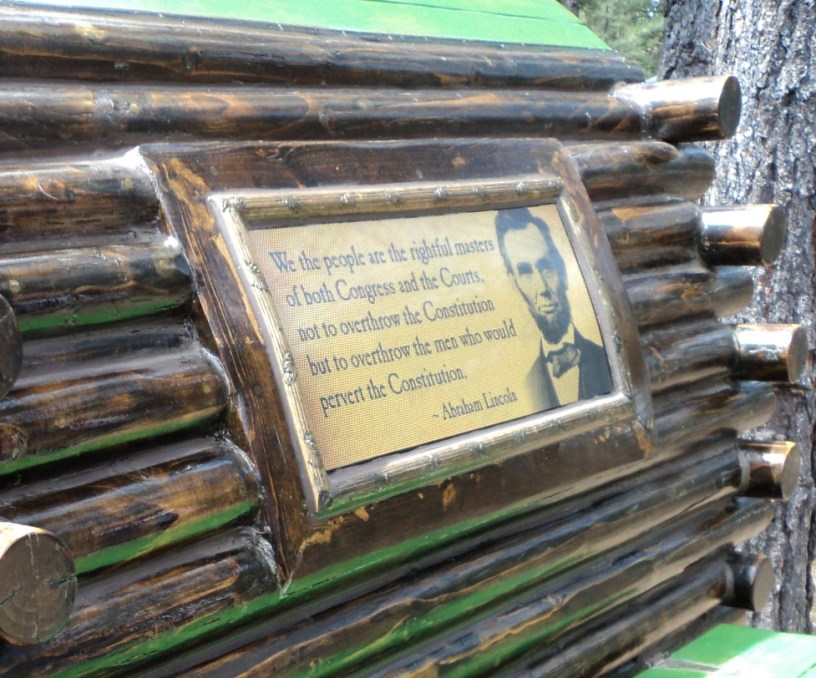 We the people are the rightful masters
of both Congress and the Courts,
not to overthrow the Constitution
but to overthrow the men who would
pervert the Constitution.
~ Abraham Lincoln